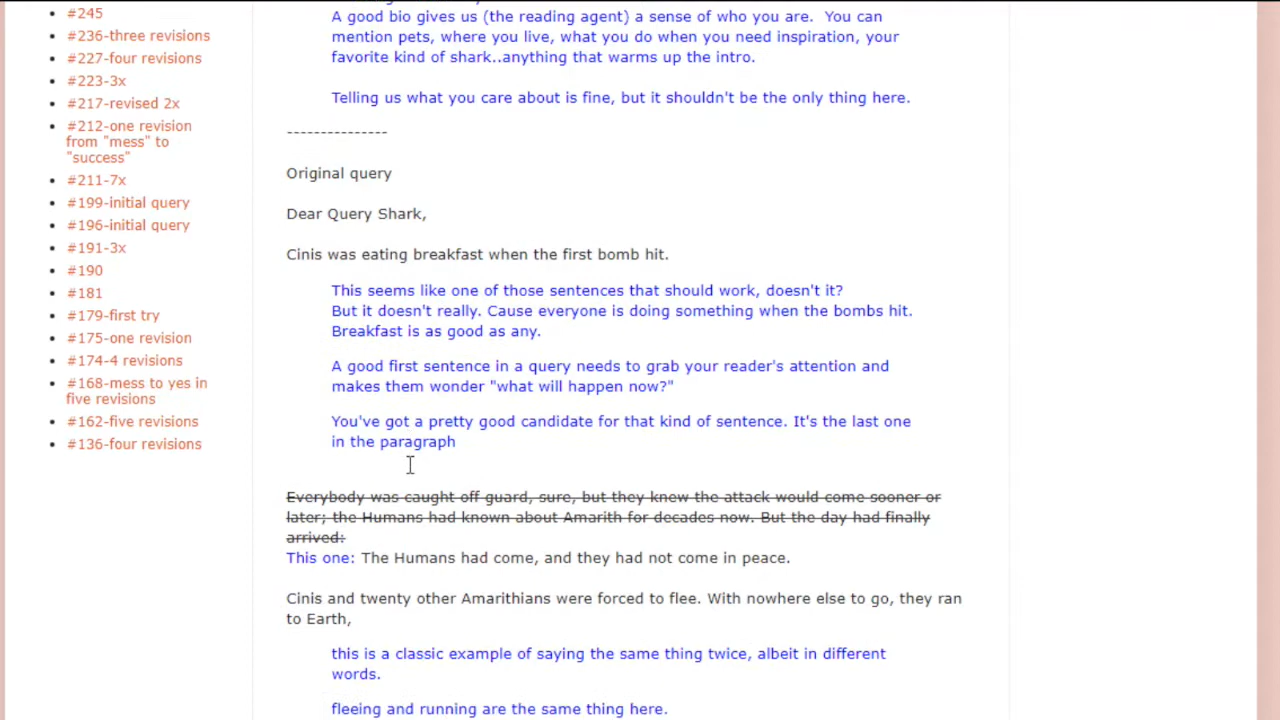 #245
#236-three revisions
#227-four revisions
#223-3x
#217-revised 2x
#212-one revision
from "mess" to
"success"
#211-7x
#199-initial query
#196-initial query
#191-3x
#190
#181
#179-first try
#175-one revision
#174-4 revisions
#168-mess to yes in
five revisions
#162-five revisions
#136-four revisions
A good bio gives us (the reading agent) a sense of who you are.  You can
mention pets, where you live, what you do when you need inspiration, your
favorite kind of shark..anything that warms up the intro.
Telling us what you care about is fine, but it shouldn't be the only thing here.
---------------
Original query
Dear Query Shark,
Cinis was eating breakfast when the first bomb hit.
This seems like one of those sentences that should work, doesn't it?
But it doesn't really. Cause everyone is doing something when the bombs hit.
Breakfast is as good as any.
A good first sentence in a query needs to grab your reader's attention and
makes them wonder "what will happen now?"
You've got a pretty good candidate for that kind of sentence. It's the last one
in the paragraph
Everybody was caught off guard, sure, but they knew the attack would come sooner or
later; the Humans had known about Amarith for decades now. But the day had finally
arrived:
This one: The Humans had come, and they had not come in peace.
Cinis and twenty other Amarithians were forced to flee. With nowhere else to go, they ran
to Earth,
this is a classic example of saying the same thing twice, albeit in different
words.
fleeing and running are the same thing here.